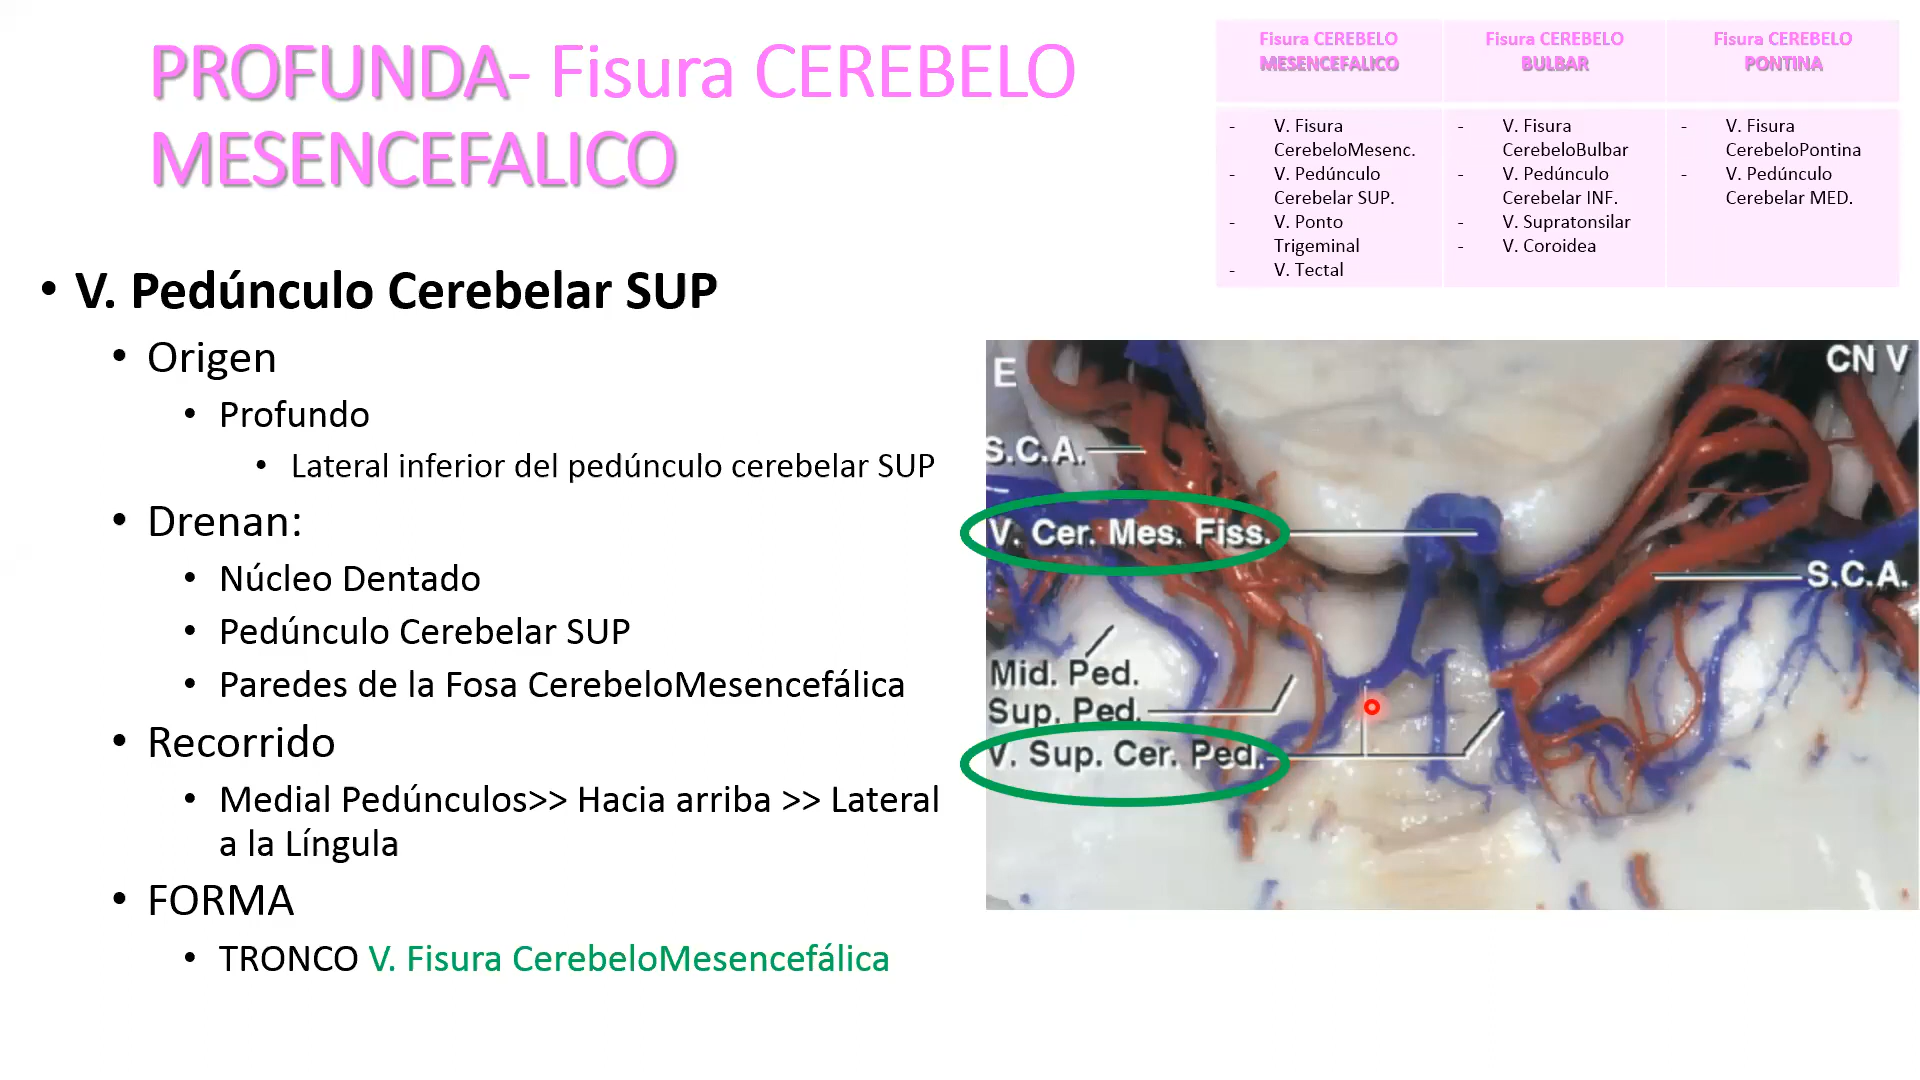 PROFUNDA- Fisura CEREBELO
MESENCEFALICO
Fisura CEREBELO
MESENCEFALICO
Fisura CEREBELO
BULBAR
Fisura CEREBELO
PONTINA
- V. Fisura
CerebeloMesenc.
- V. Pedúnculo
Cerebelar SUP.
- V. Ponto
Trigeminal
- V. Tectal
- V. Fisura
CerebeloBulbar
- V. Pedúnculo
Cerebelar INF.
- V. Supratonsilar
- V. Coroidea
- V. Fisura
CerebeloPontina
- V. Pedúnculo
Cerebelar MED.
• V. Pedúnculo Cerebelar SUP
• Origen
• Profundo
• Lateral inferior del pedúnculo cerebelar SUP
• Drenan:
• Núcleo Dentado
• Pedúnculo Cerebelar SUP
• Paredes de la Fosa CerebeloMesencefálica
• Recorrido
• Medial Pedúnculos>> Hacia arriba >> Lateral
a la Língula
• FORMA
• TRONCO V. Fisura CerebeloMesencefálica
E
CN V
S.C.A.
V. Cer. Mes. Fiss.
S.C.A.
Mid. Ped.
Sup. Ped.
V. Sup. Cer. Ped.